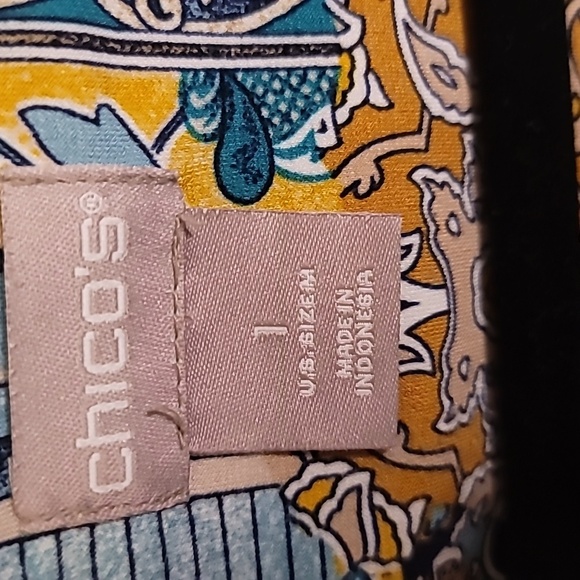 chico's®
1
U.S. SIZE M
MADE IN
INDONESIA